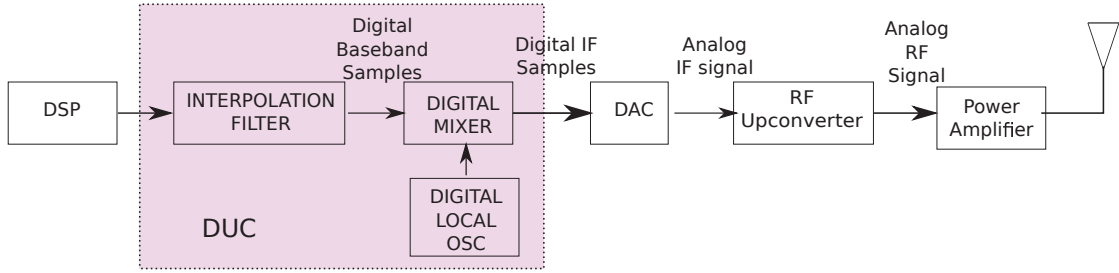 Digital
Baseband
Samples
Digital IF
Samples
Analog
IF signal
Analog
RF
Signal
DSP
INTERPOLATION
FILTER
DIGITAL
MIXER
DAC
RF
Upconverter
Power
Amplifier
DIGITAL
LOCAL
OSC
DUC